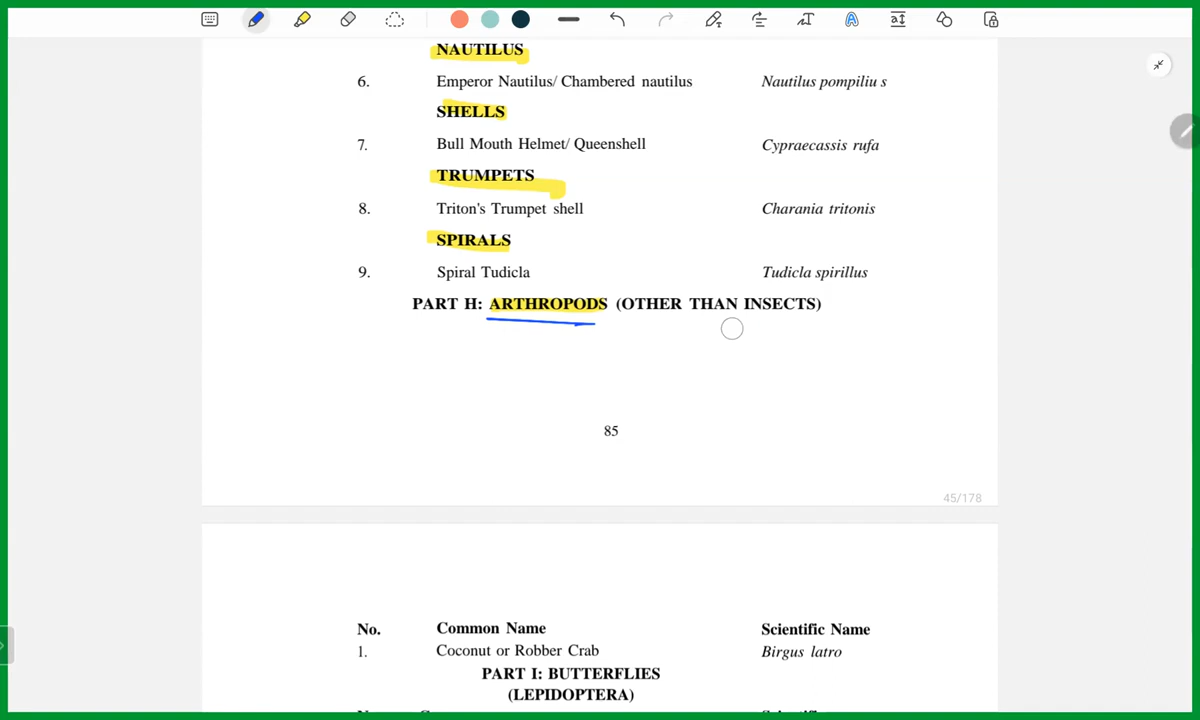 NAUTILUS
6. Emperor Nautilus/ Chambered nautilus Nautilus pompiliu s
SHELLS
7. Bull Mouth Helmet/ Queenshell Cypraecassis rufa
TRUMPETS
8. Triton's Trumpet shell Charania tritonis
SPIRALS
9. Spiral Tudicla Tudicla spirillus
PART H: ARTHROPODS (OTHER THAN INSECTS)
85
45/178
No. Common Name Scientific Name
1. Coconut or Robber Crab Birgus latro
PART I: BUTTERFLIES
(LEPIDOPTERA)